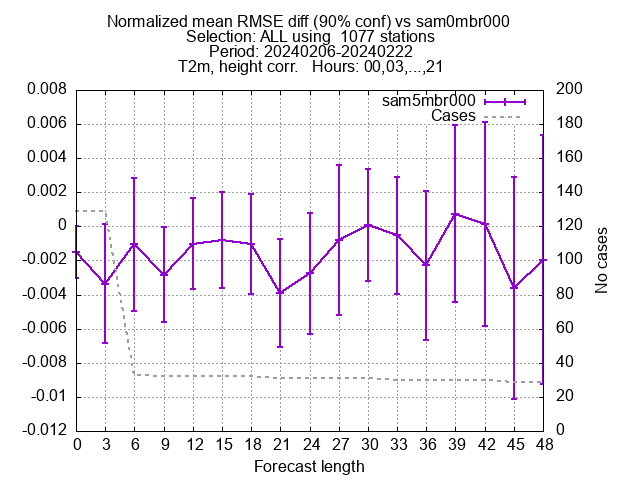 Normalized mean RMSE diff (90% conf) vs sam0mbr000
Selection: ALL using  1077 stations
Period: 20240206-20240222
T2m, height corr.   Hours: 00,03,...,21
sam5mbr000
Cases
0.008
0.006
0.004
0.002
0
-0.002
-0.004
-0.006
-0.008
-0.01
-0.012
200
180
160
140
120
100
80
60
40
20
0
No cases
0 3 6 9 12 15 18 21 24 27 30 33 36 39 42 45 48
Forecast length